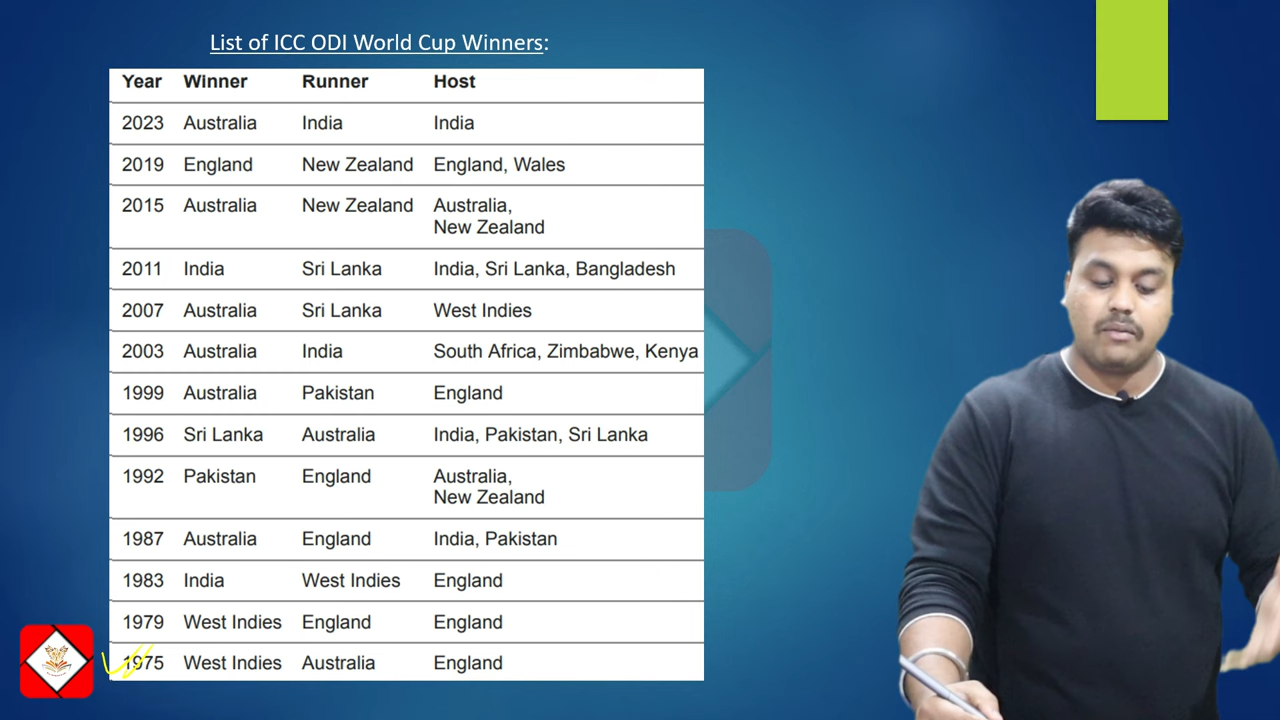 List of ICC ODI World Cup Winners:
Year Winner Runner Host
2023 Australia India India
2019 England New Zealand England, Wales
2015 Australia New Zealand Australia,
New Zealand
2011 India Sri Lanka India, Sri Lanka, Bangladesh
2007 Australia Sri Lanka West Indies
2003 Australia India South Africa, Zimbabwe, Kenya
1999 Australia Pakistan England
1996 Sri Lanka Australia India, Pakistan, Sri Lanka
1992 Pakistan England Australia,
New Zealand
1987 Australia England India, Pakistan
1983 India West Indies England
1979 West Indies England England
1975 West Indies Australia England